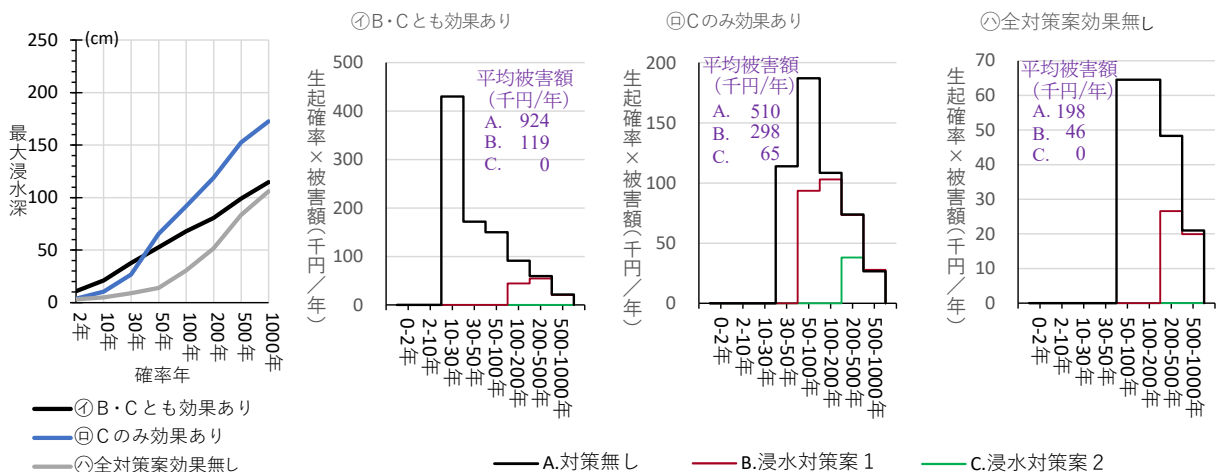 250
200
150
100
50
0
(cm)
最大浸水深
2年
10年
30年
50年
100年
200年
500年
1000年
確率年
㋑B・Cとも効果あり
㋺Cのみ効果あり
㋩全対策案効果無し
㋑B・Cとも効果あり
500
400
300
200
100
0
生起確率×被害額(千円/年)
平均被害額
(千円/年)
A. 924
B. 119
C. 0
0-2年
2-10年
10-30年
30-50年
50-100年
100-200年
200-500年
500-1000年
㋺Cのみ効果あり
200
150
100
50
0
生起確率×被害額(千円/年)
平均被害額
(千円/年)
A. 510
B. 298
C. 65
0-2年
2-10年
10-30年
30-50年
50-100年
100-200年
200-500年
500-1000年
㋩全対策案効果無し
70
60
50
40
30
20
10
0
生起確率×被害額(千円/年)
平均被害額
(千円/年)
A. 198
B. 46
C. 0
0-2年
2-10年
10-30年
30-50年
50-100年
100-200年
200-500年
500-1000年
A.対策無し
B.浸水対策案1
C.浸水対策案2